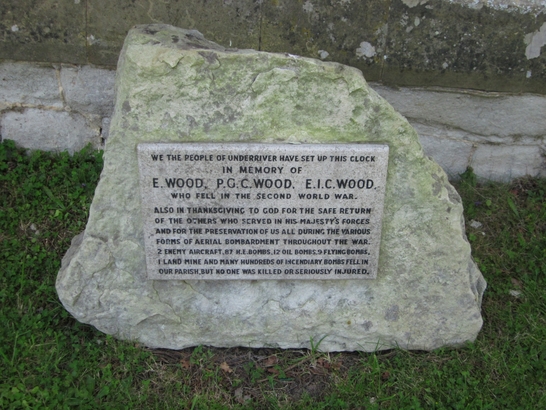 WE THE PEOPLE OF UNDERRIVER HAVE SET UP THIS CLOCK
IN MEMORY OF
E.WOOD, P.G.C.WOOD, E.I.C.WOOD.
WHO FELL IN THE SECOND WORLD WAR.
ALSO IN THANKSGIVING TO GOD FOR THE SAFE RETURN
OF THE OTHERS WHO SERVED IN HIS MAJESTY'S FORCES
AND FOR THE PRESERVATION OF US ALL DURING THE VARIOUS
FORMS OF AERIAL BOMBARDMENT THROUGHOUT THE WAR.
2 ENEMY AIRCRAFT, H.E. BOMBS, 12 OIL BOMBS, 9 FLYING BOMBS,
1 LAND MINE AND MANY HUNDREDS OF INCENDIARY BOMBS FELL IN
OUR PARISH, BUT NO ONE WAS KILLED OR SERIOUSLY INJURED.